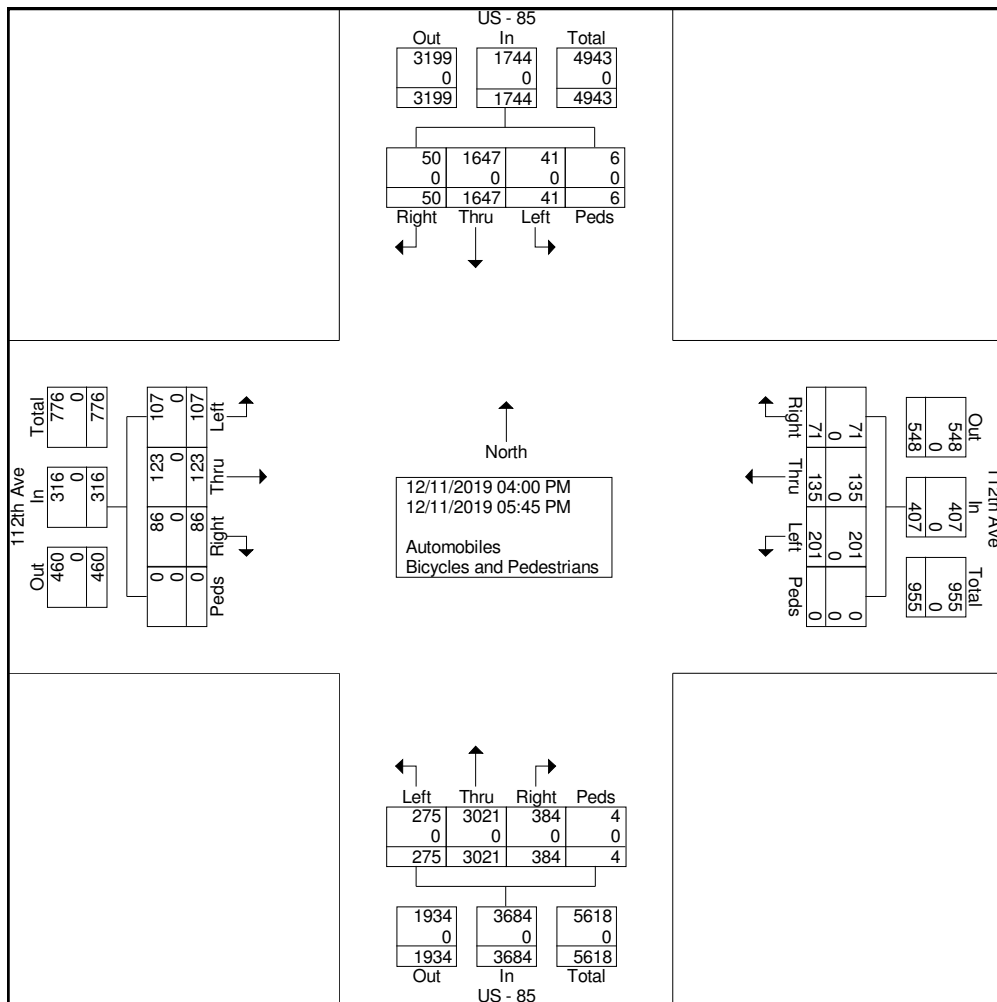 US - 85
Out In Total
3199 1744 4943
0 0 0
3199 1744 4943
50 1647 41 6
0 0 0 0
50 1647 41 6
Right Thru Left Peds
112th Ave
Total In Out
776 316 460
0 0 0
776 316 460
107 123 86 0
0 0 0 0
107 123 86 0
Left Thru Right Peds
North
12/11/2019 04:00 PM
12/11/2019 05:45 PM
Automobiles
Bicycles and Pedestrians
Right Thru Left Peds
71 135 201 0
0 0 0 0
71 135 201 0
Out In Total
548 407 955
0 0 0
548 407 955
112th Ave
Left Thru Right Peds
275 3021 384 4
0 0 0 0
275 3021 384 4
1934 3684 5618
0 0 0
1934 3684 5618
Out In Total
US - 85